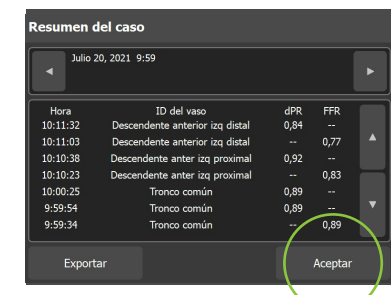 Resumen del caso
Julio 20, 2021 9:59
Hora ID del vaso dPR FFR
10:11:32 Descendente anterior izq distal 0,84 --
10:11:03 Descendente anterior izq distal -- 0,77
10:10:38 Descendente anter izq proximal 0,92 --
10:10:23 Descendente anter izq proximal -- 0,83
10:00:25 Tronco común 0,89 --
9:59:54 Tronco común 0,89 --
9:59:34 Tronco común -- 0,89
Exportar Aceptar